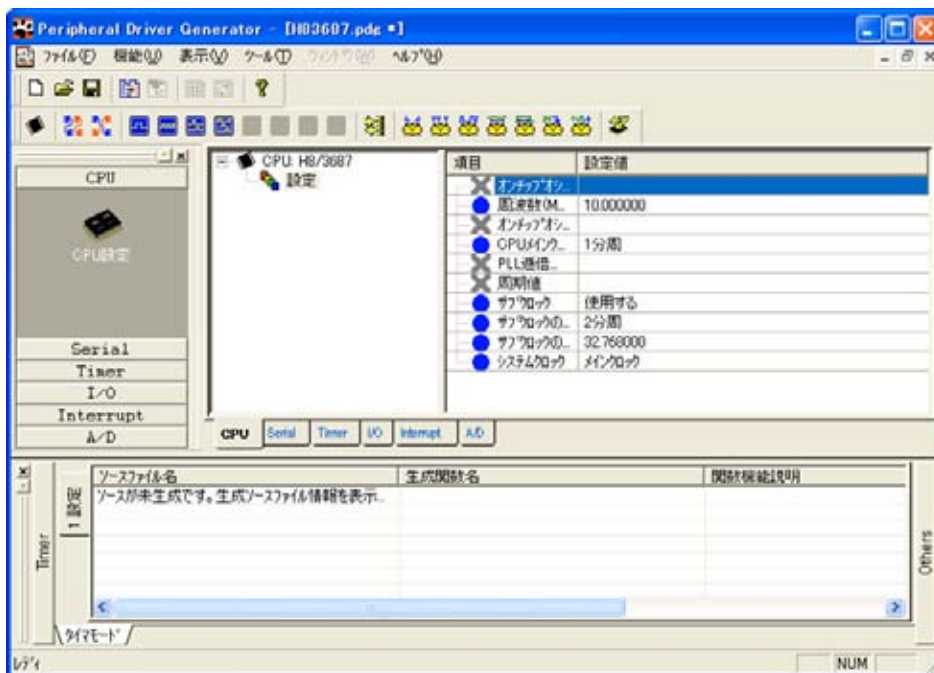 Peripheral Driver Generator - [H83687.pdg *]
ファイル(F) 機能(U) 表示(V) ツール(T) ウィンドウ(W) ヘルプ(H)
CPU
CPU設定
Serial
Timer
I/O
Interrupt
A/D
CPU: H8/3687
設定
項目 設定値
オンチップオシ...
周波数(M... 10.000000
オンチップオシ...
CPUメインク... 1分周
PLL逓倍...
周期値
サブクロック 使用する
サブクロックの... 2分周
サブクロックの... 32.768000
システムクロック メインクロック
CPU Serial Timer I/O Interrupt A/D
ソースファイル名 生成関数名 関数機能説明
ソースが未生成です。生成ソースファイル情報を表示...
1 設定
Timer
Others
タイマモード
レディ NUM